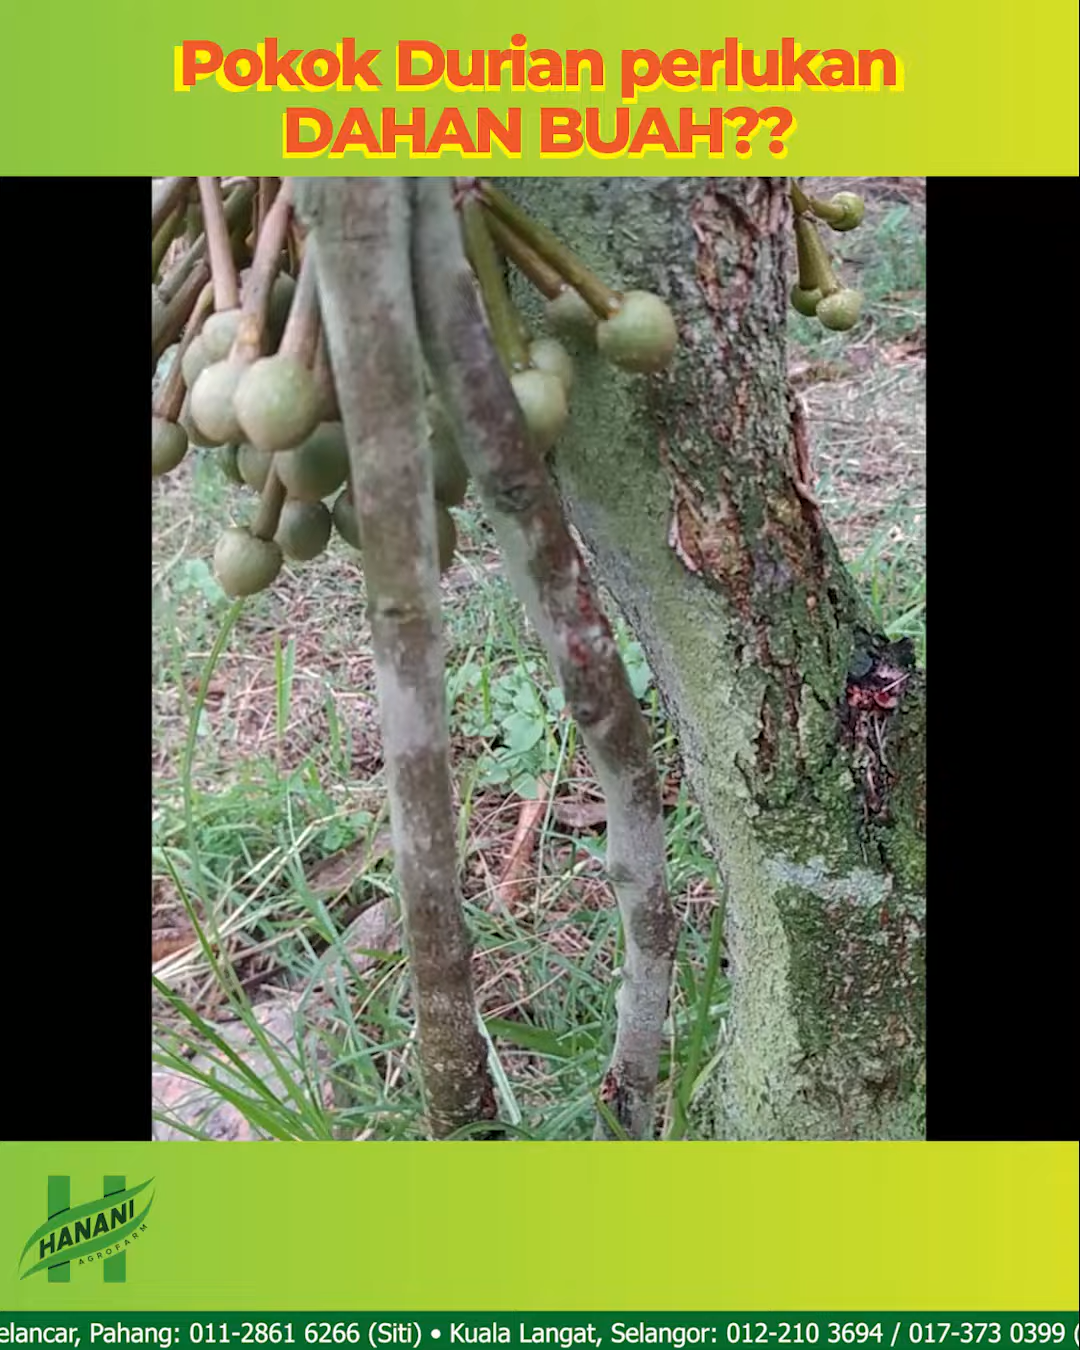 Pokok Durian perlukan
DAHAN BUAH??
HANANI
AGROFARM
elancar, Pahang: 011-2861 6266 (Siti) • Kuala Langat, Selangor: 012-210 3694 / 017-373 0399 (